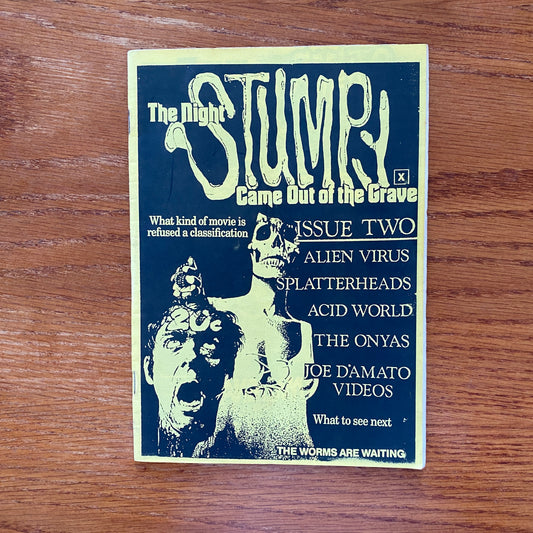 The Night
STUMPY
X
Came Out of the Grave
What kind of movie is
refused a classification
ISSUE TWO
ALIEN VIRUS
SPLATTERHEADS
ACID WORLD
THE ONYAS
JOE D'AMATO
VIDEOS
What to see next
THE WORMS ARE WAITING